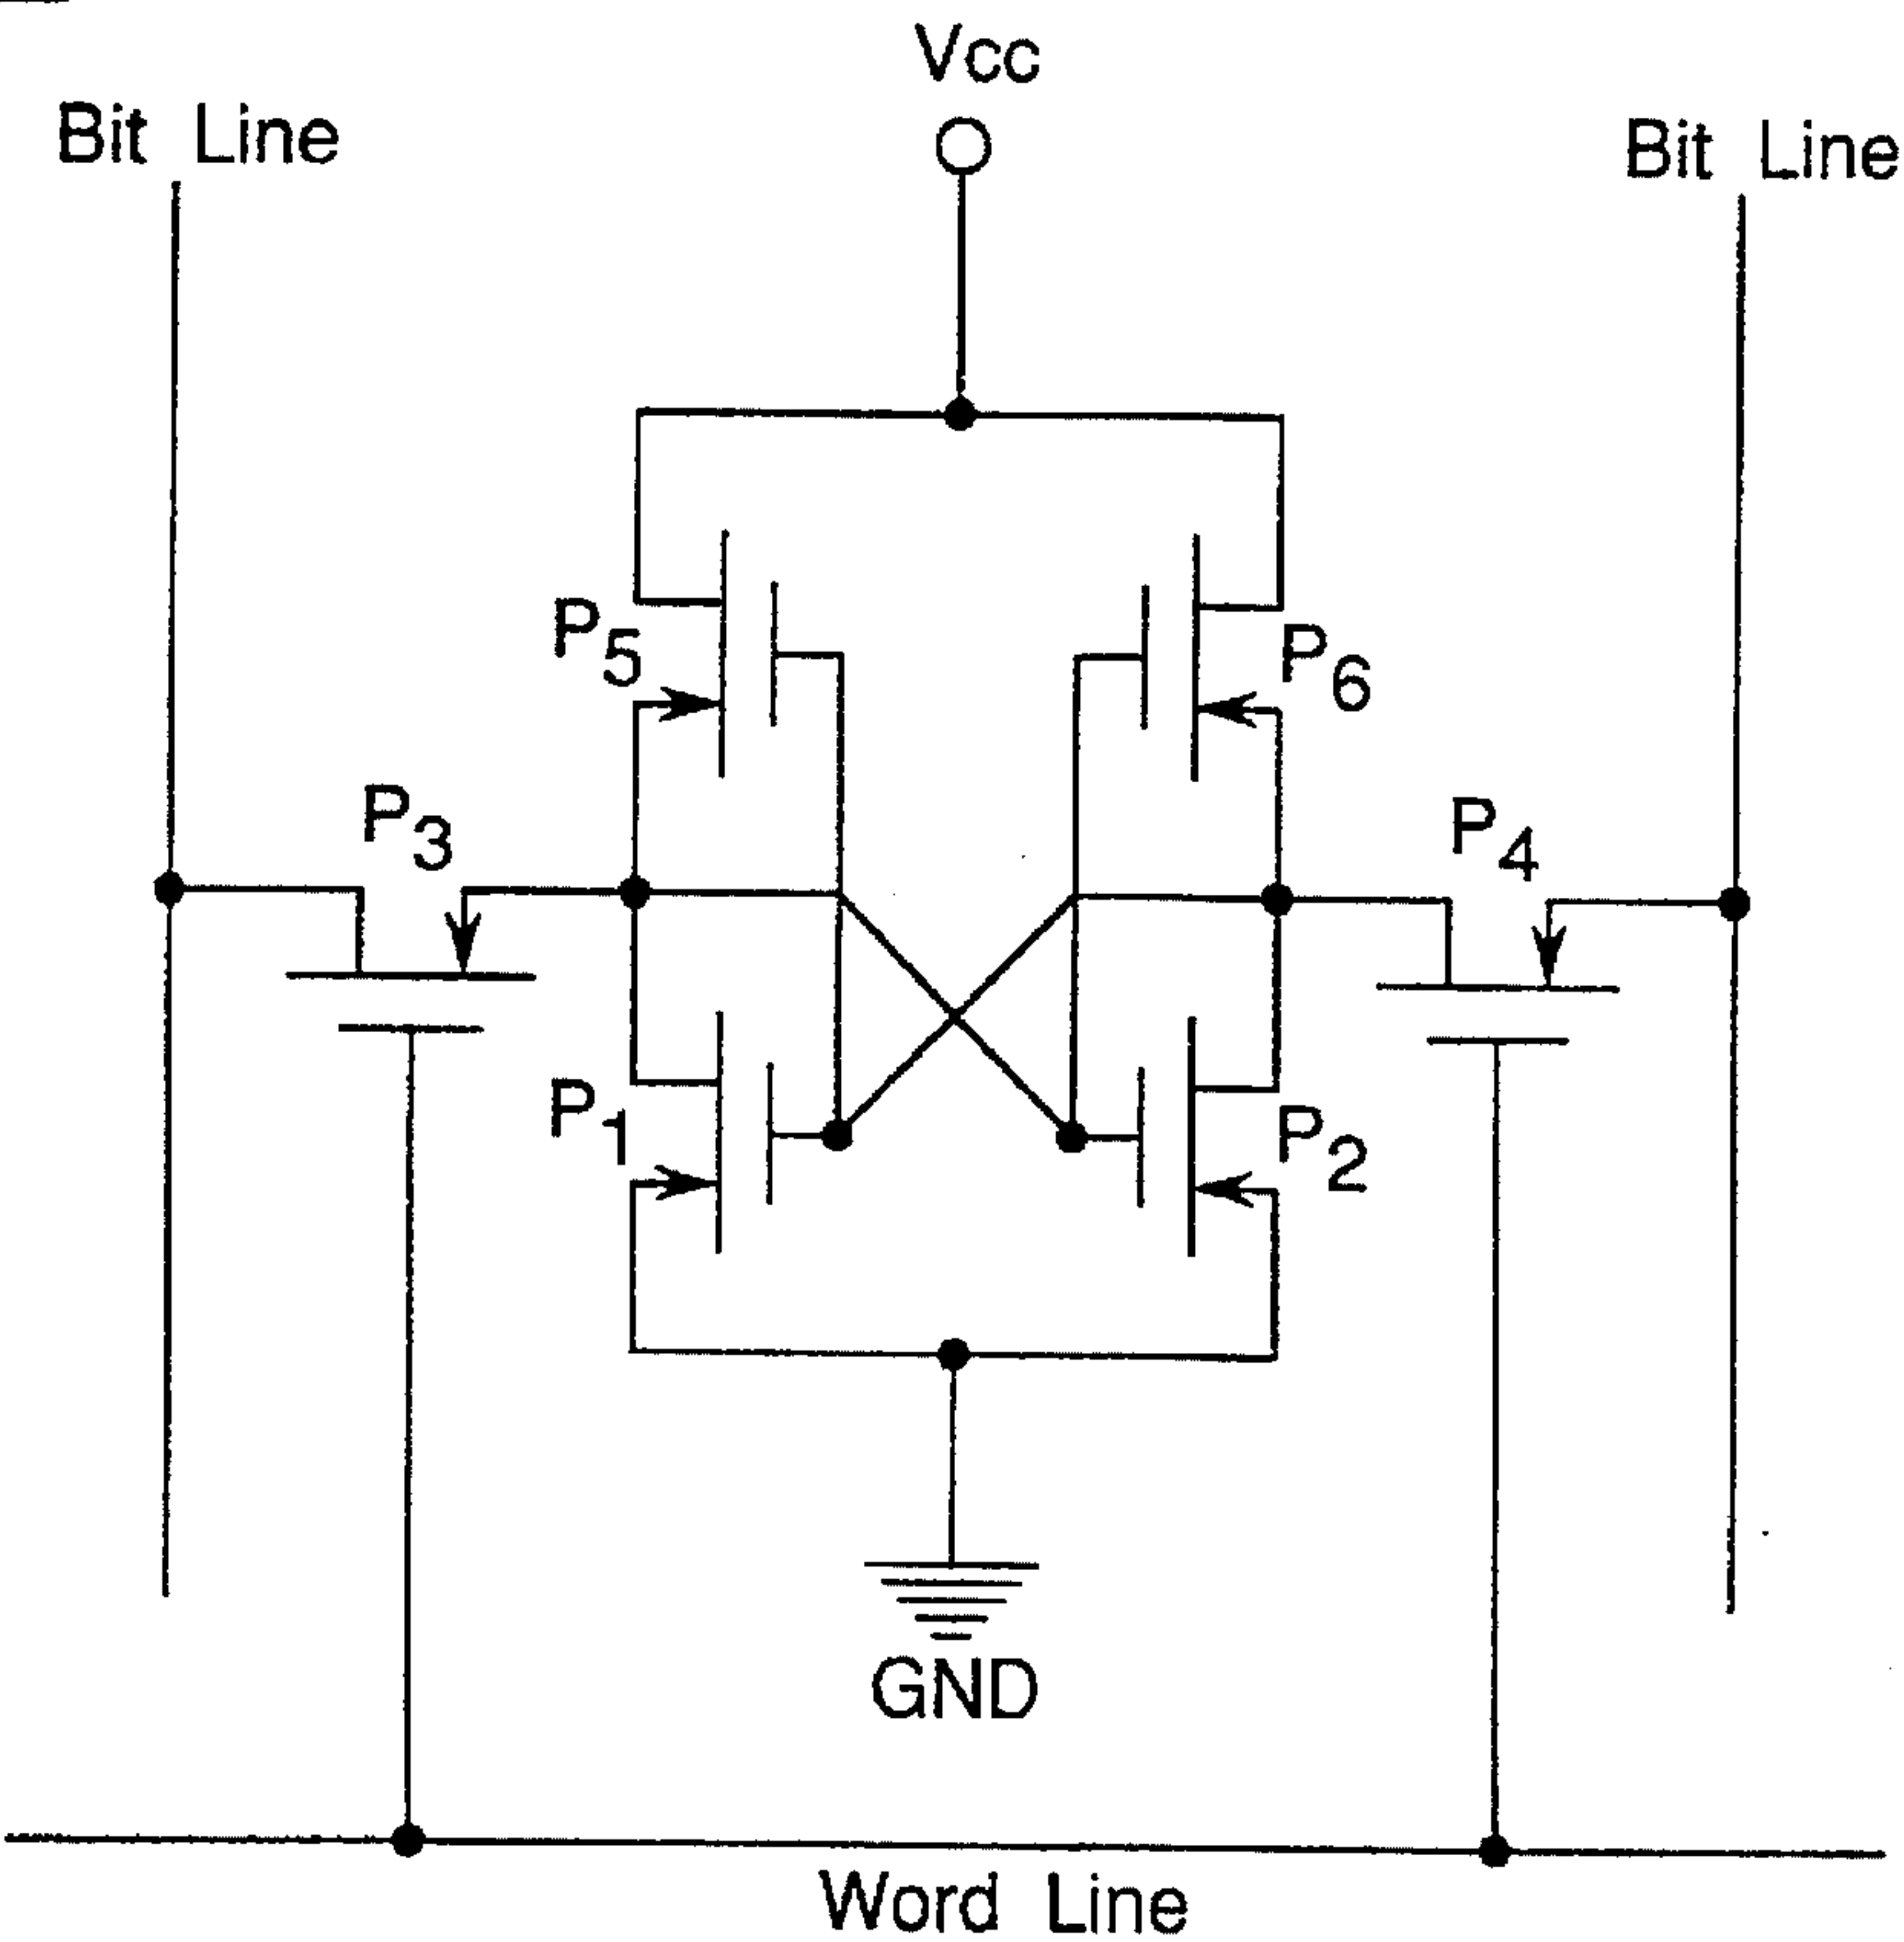 Vcc
Bit Line
Bit Line
P5
P6
P3
P4
P1
P2
GND
Word Line